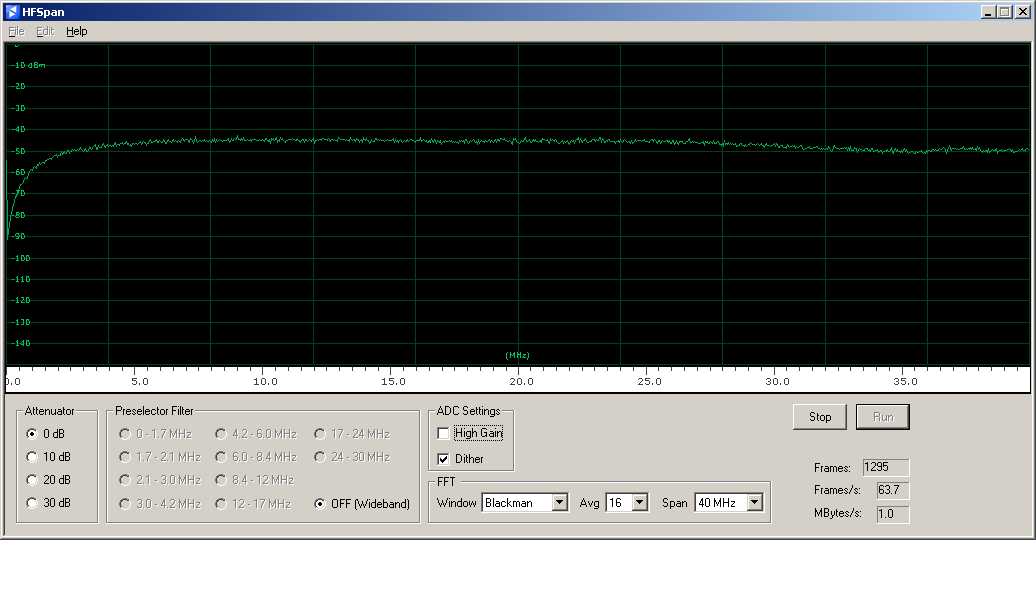 HFSpan
File Edit Help
-10 dBm
-20
-30
-40
-50
-60
-70
-80
-90
-100
-110
-120
-130
-140
(MHz)
5.0 10.0 15.0 20.0 25.0 30.0 35.0
Attenuator
0 dB
10 dB
20 dB
30 dB
Preselector Filter
0 - 1.7 MHz 4.2 - 6.0 MHz 17 - 24 MHz
1.7 - 2.1 MHz 6.0 - 8.4 MHz 24 - 30 MHz
2.1 - 3.0 MHz 8.4 - 12 MHz
3.0 - 4.2 MHz 12 - 17 MHz OFF (Wideband)
ADC Settings
High Gain
Dither
FFT
Window Blackman Avg 16 Span 40 MHz
Stop Run
Frames: 1295
Frames/s: 63.7
MBytes/s: 1.0